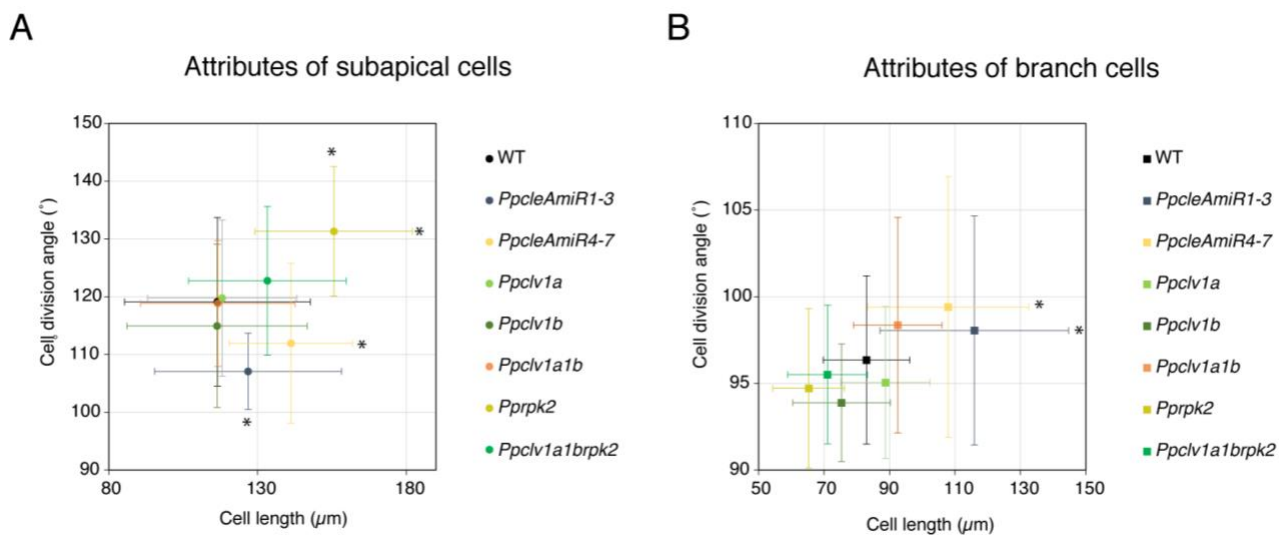 A
Attributes of subapical cells
150
140
130
120
110
100
90
80
130
180
Cell division angle (˚)
Cell length (µm)
*
*
*
*
WT
PpcleAmiR1-3
PpcleAmiR4-7
Ppclv1a
Ppclv1b
Ppclv1a1b
Pprpk2
Ppclv1a1brpk2
B
Attributes of branch cells
110
105
100
95
90
50
70
90
110
130
150
Cell division angle (˚)
Cell length (µm)
*
*
WT
PpcleAmiR1-3
PpcleAmiR4-7
Ppclv1a
Ppclv1b
Ppclv1a1b
Pprpk2
Ppclv1a1brpk2